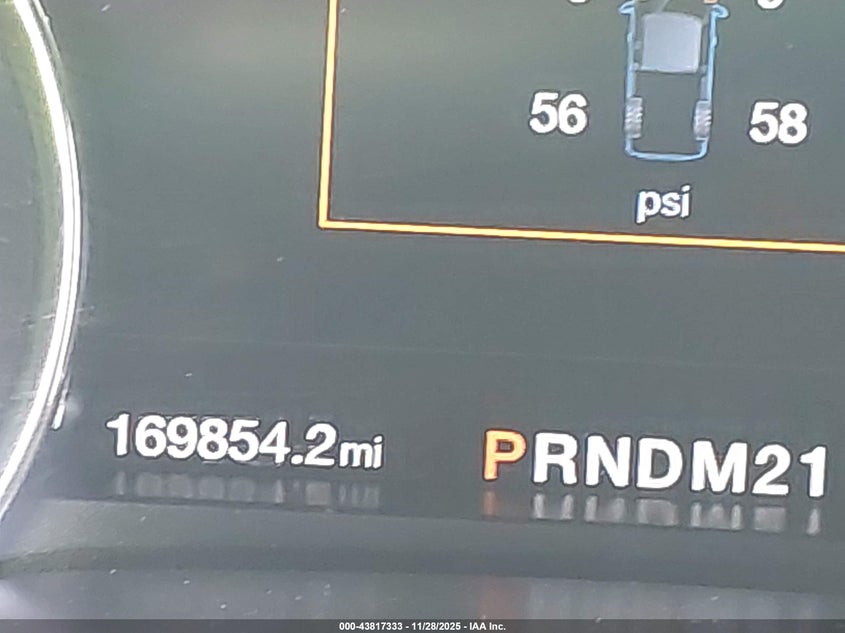 56 58
psi
169854.2mi PRNDM21
000-43817333 - 11/28/2025 - IAA Inc.